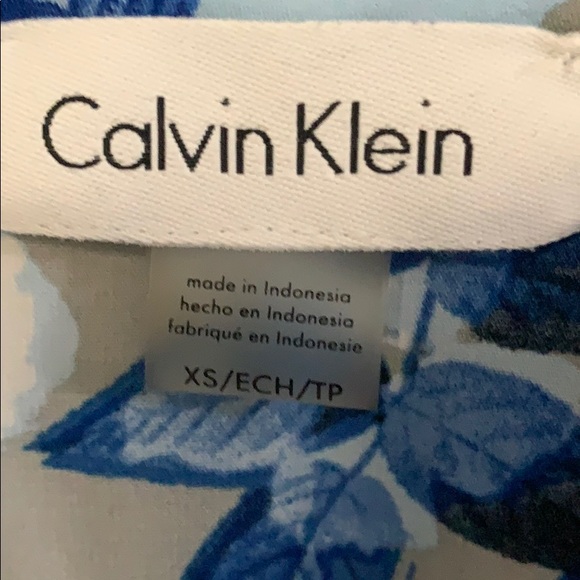 Calvin Klein
made in Indonesia
hecho en Indonesia
fabriqué en Indonesie
XS/ECH/TP